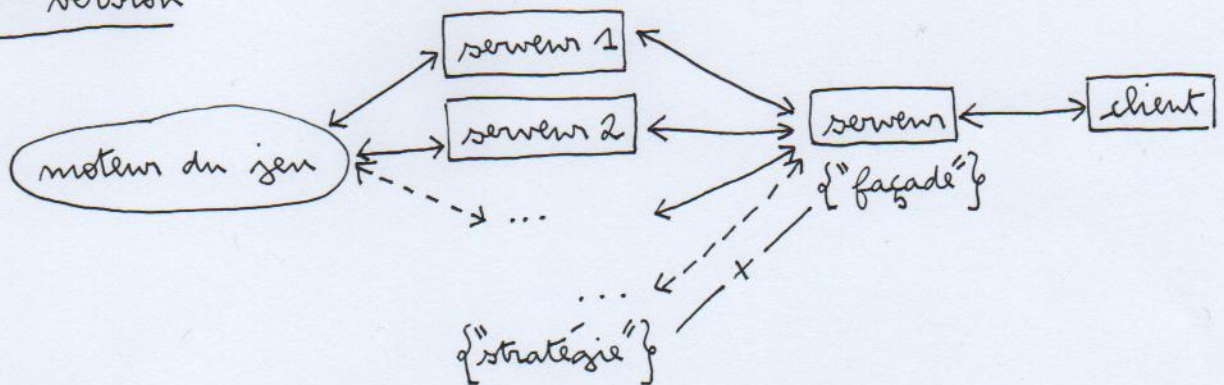 version
serveur 1
serveur 2
moteur du jeu
serveur
client
{"façade"}
...
...
{"stratégie"}
x